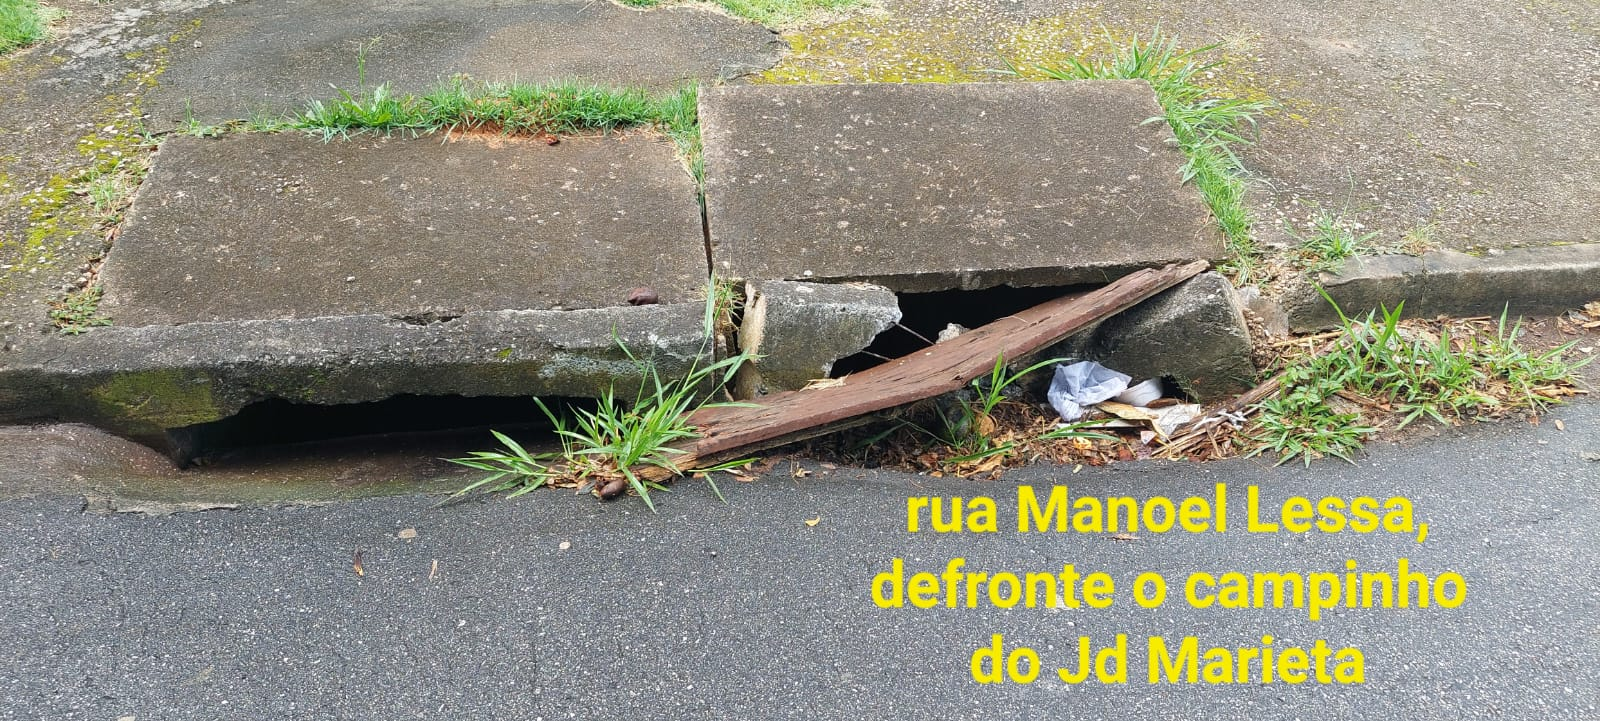 rua Manoel Lessa,
defronte o campinho
do Jd Marieta